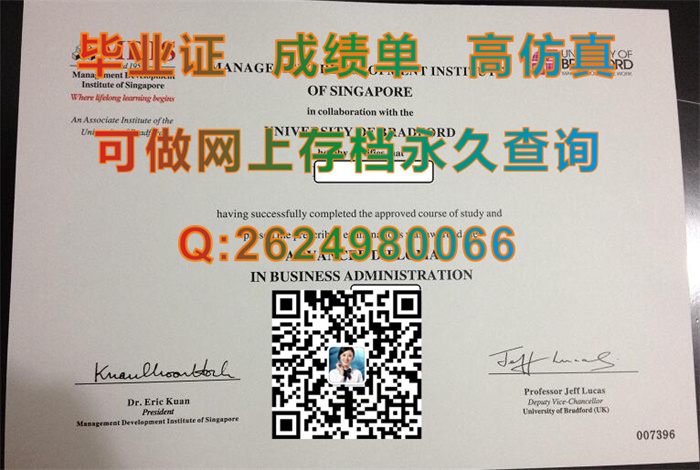 毕业证 成绩单 高仿真
Management Development
Institute of Singapore
Where lifelong learning begins
An Associate Institute of the
OF SINGAPORE
in collaboration with the
UNIVERSITY OF BRADFORD
可做网上存档永久查询
having successfully completed the approved course of study and
Q:2624980066
IN BUSINESS ADMINISTRATION
Dr. Eric Kuan
President
Management Development Institute of Singapore
Professor Jeff Lucas
Deputy Vice-Chancellor
University of Bradford (UK)
007396